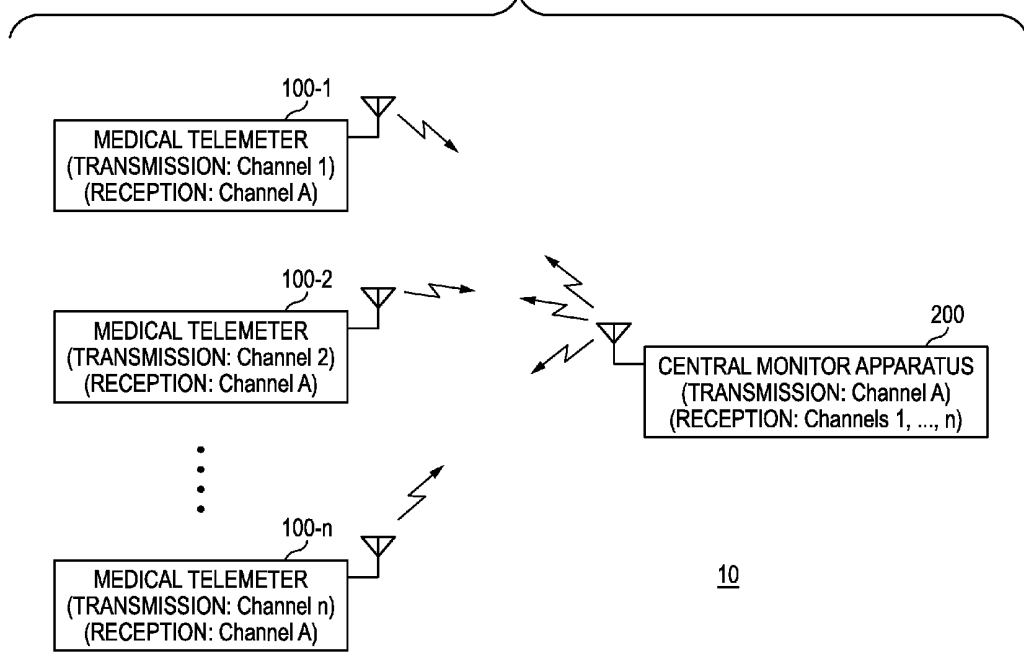 100-1
MEDICAL TELEMETER
(TRANSMISSION: Channel 1)
(RECEPTION: Channel A)
100-2
MEDICAL TELEMETER
(TRANSMISSION: Channel 2)
(RECEPTION: Channel A)
200
CENTRAL MONITOR APPARATUS
(TRANSMISSION: Channel A)
(RECEPTION: Channels 1, ..., n)
100-n
MEDICAL TELEMETER
(TRANSMISSION: Channel n)
(RECEPTION: Channel A)
10